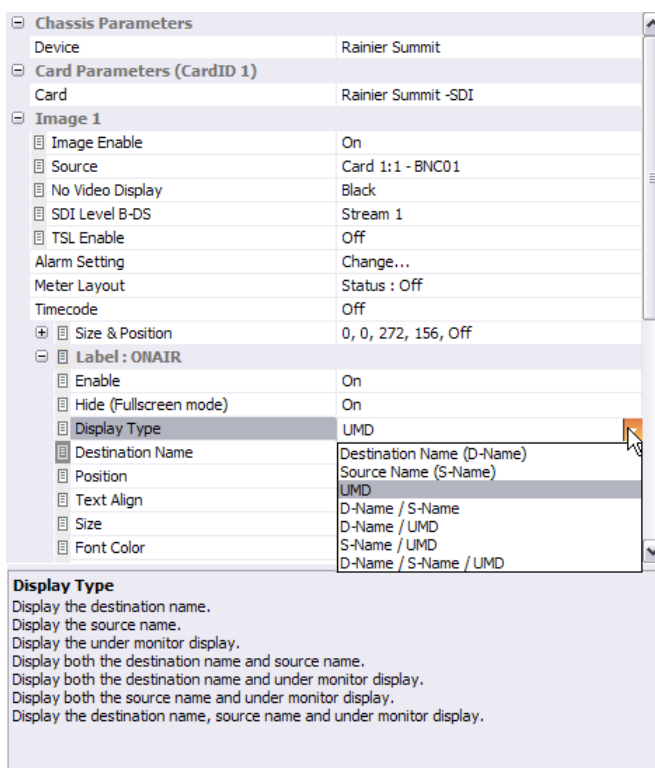 Chassis Parameters
Device Rainier Summit
Card Parameters (CardID 1)
Card Rainier Summit -SDI
Image 1
Image Enable On
Source Card 1:1 - BNC01
No Video Display Black
SDI Level B-DS Stream 1
TSL Enable Off
Alarm Setting Change...
Meter Layout Status : Off
Timecode Off
Size & Position 0, 0, 272, 156, Off
Label : ONAIR
Enable On
Hide (Fullscreen mode) On
Display Type UMD
Destination Name
Position
Text Align
Size
Font Color
Destination Name (D-Name)
Source Name (S-Name)
UMD
D-Name / S-Name
D-Name / UMD
S-Name / UMD
D-Name / S-Name / UMD
Display Type
Display the destination name.
Display the source name.
Display the under monitor display.
Display both the destination name and source name.
Display both the destination name and under monitor display.
Display both the source name and under monitor display.
Display the destination name, source name and under monitor display.